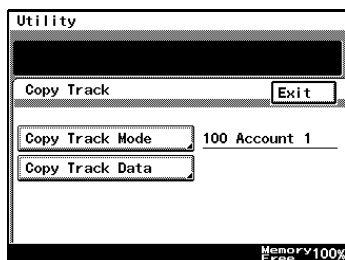 Utility
Copy Track
Exit
Copy Track Mode
100 Account 1
Copy Track Data
Memory Free 100%